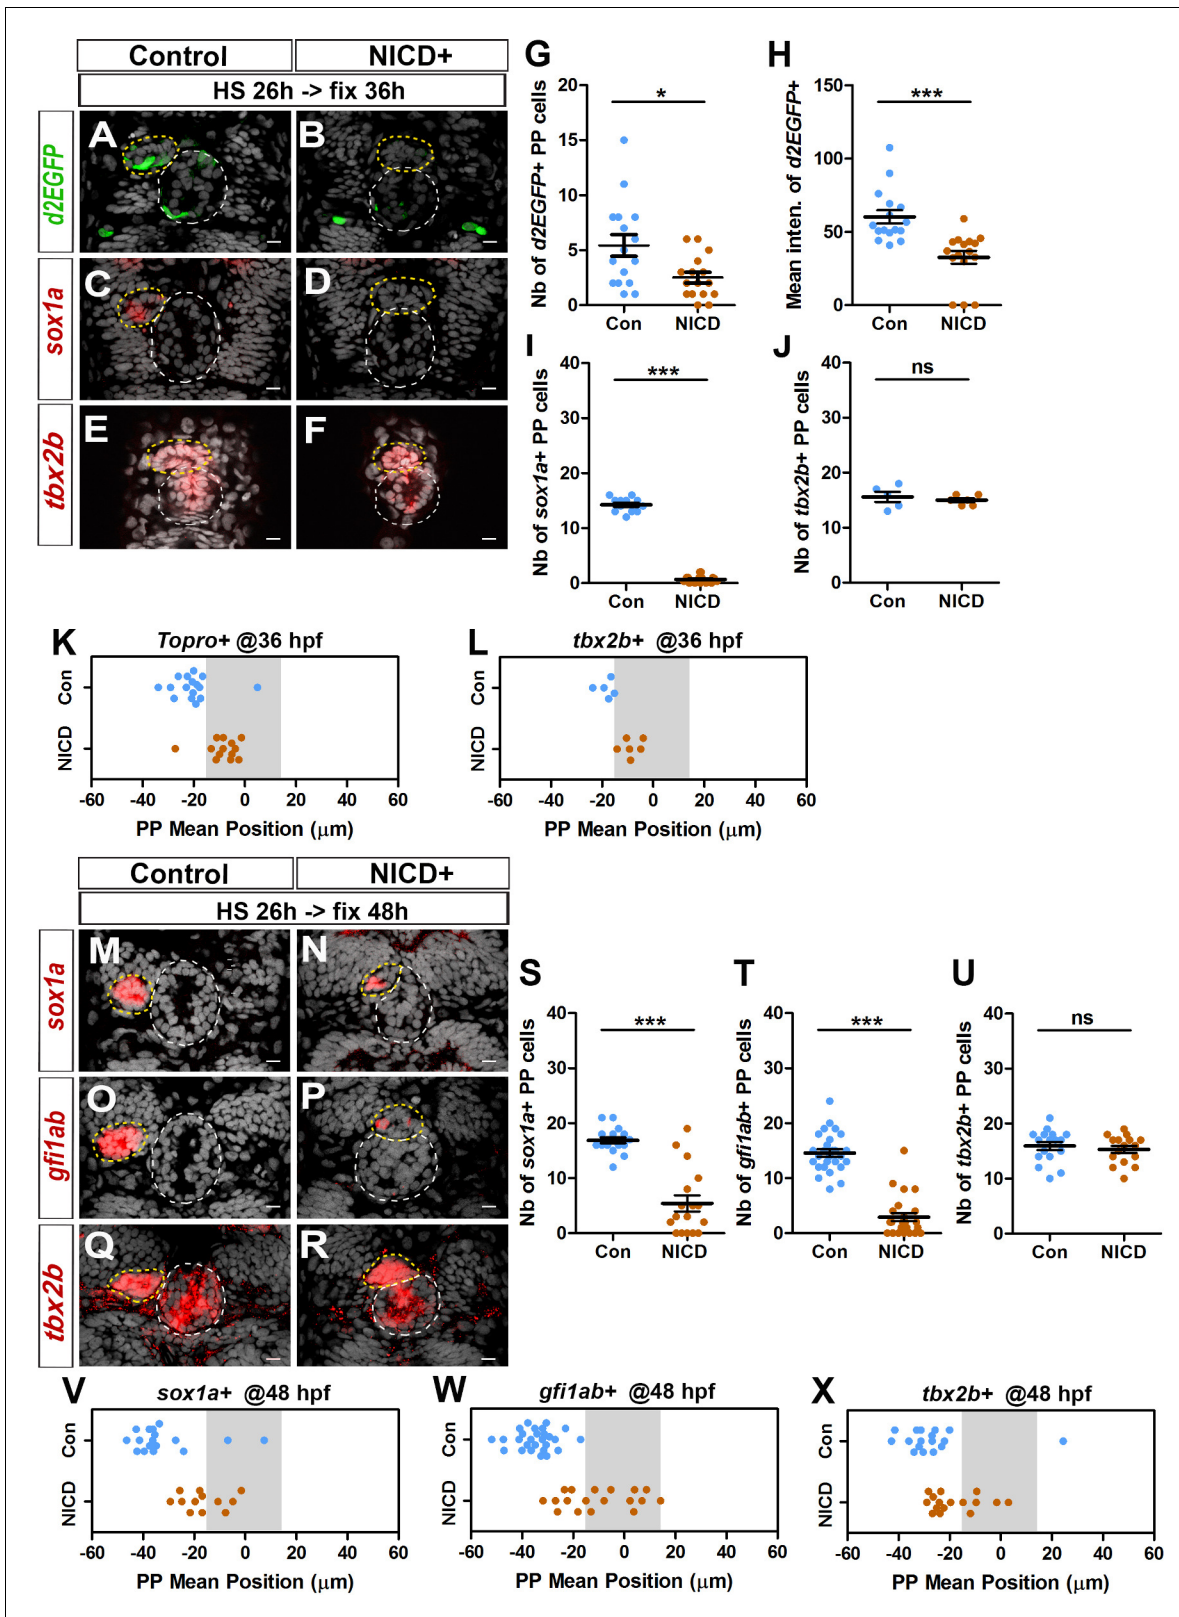 Control NICD+
HS 26h -> fix 36h
d2EGFP
A B
sox1a
C D
tbx2b
E F
G
Nb of d2EGFP+ PP cells
20
15
10
5
0
*
Con NICD
H
Mean inten. of d2EGFP+
150
100
50
0
***
Con NICD
I
Nb of sox1a+ PP cells
40
30
20
10
0
***
Con NICD
J
Nb of tbx2b+ PP cells
40
30
20
10
0
ns
Con NICD
K
Topro+ @36 hpf
Con
NICD
-60 -40 -20 0 20 40 60
PP Mean Position (μm)
L
tbx2b+ @36 hpf
Con
NICD
-60 -40 -20 0 20 40 60
PP Mean Position (μm)
Control NICD+
HS 26h -> fix 48h
sox1a
M N
gfi1ab
O P
tbx2b
Q R
S
Nb of sox1a+ PP cells
40
30
20
10
0
***
Con NICD
T
Nb of gfi1ab+ PP cells
40
30
20
10
0
***
Con NICD
U
Nb of tbx2b+ PP cells
40
30
20
10
0
ns
Con NICD
V
sox1a+ @48 hpf
Con
NICD
-60 -40 -20 0 20 40 60
PP Mean Position (μm)
W
gfi1ab+ @48 hpf
Con
NICD
-60 -40 -20 0 20 40 60
PP Mean Position (μm)
X
tbx2b+ @48 hpf
Con
NICD
-60 -40 -20 0 20 40 60
PP Mean Position (μm)